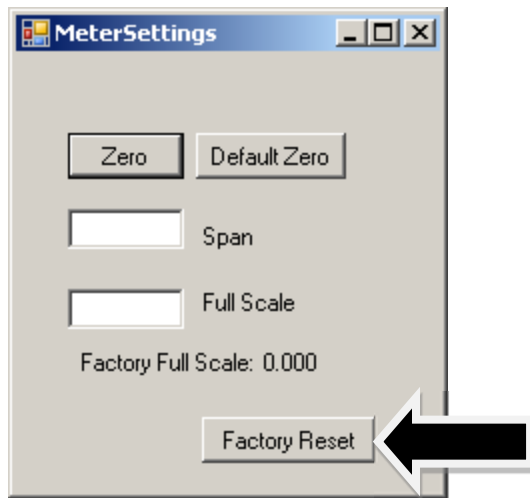 MeterSettings
Zero
Default Zero
Span
Full Scale
Factory Full Scale: 0.000
Factory Reset